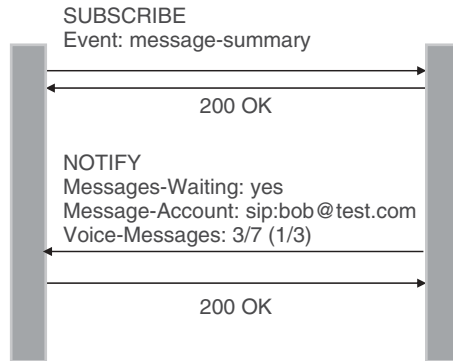 SUBSCRIBE
Event: message-summary
200 OK
NOTIFY
Messages-Waiting: yes
Message-Account: sip:bob@test.com
Voice-Messages: 3/7 (1/3)
200 OK